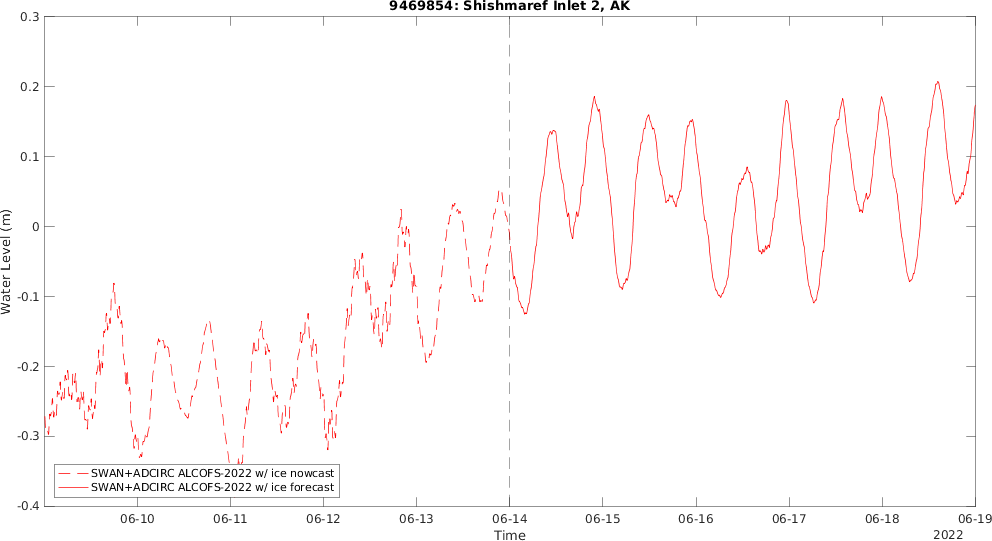 9469854: Shishmaref Inlet 2, AK
0.3
0.2
0.1
0
-0.1
-0.2
-0.3
-0.4
Water Level (m)
SWAN+ADCIRC ALCOFS-2022 w/ ice nowcast
SWAN+ADCIRC ALCOFS-2022 w/ ice forecast
06-10 06-11 06-12 06-13 06-14 06-15 06-16 06-17 06-18 06-19
Time
2022